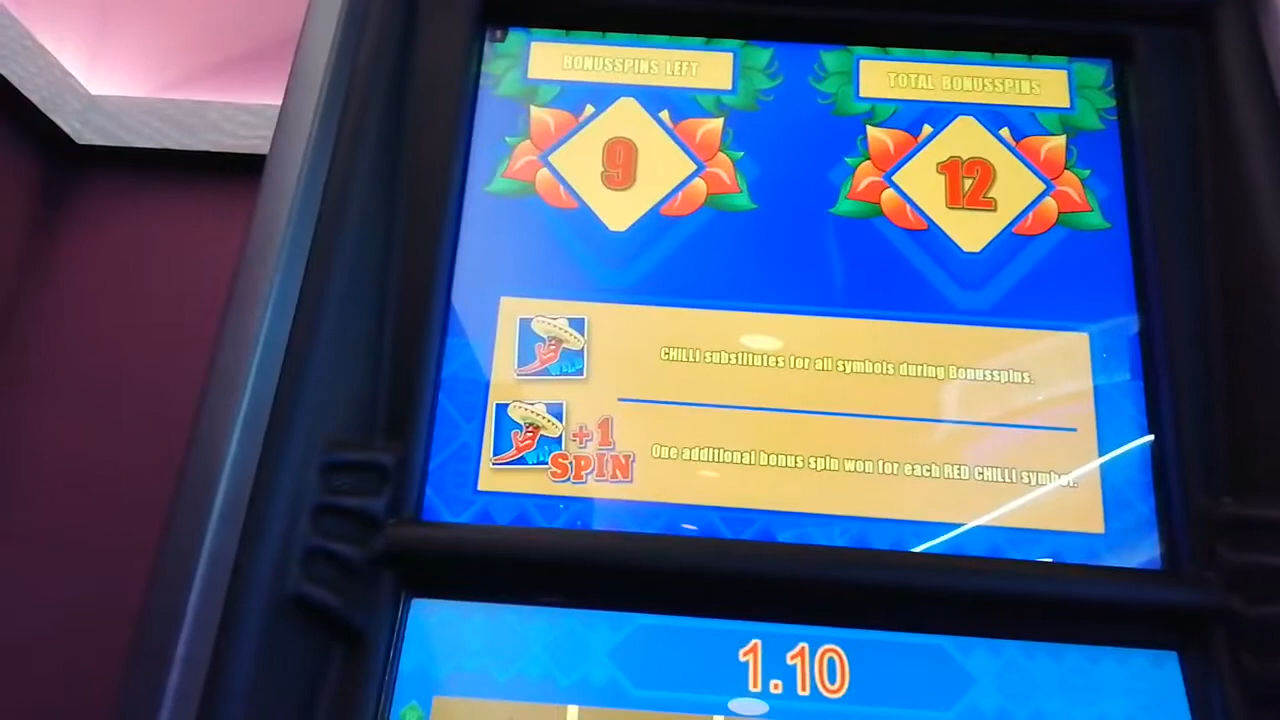 BONUSSPINS LEFT
TOTAL BONUSSPINS
9
12
CHILLI substitutes for all symbols during Bonusspins.
+1
SPIN
One additional bonus spin won for each RED CHILLI symbol.
1.10